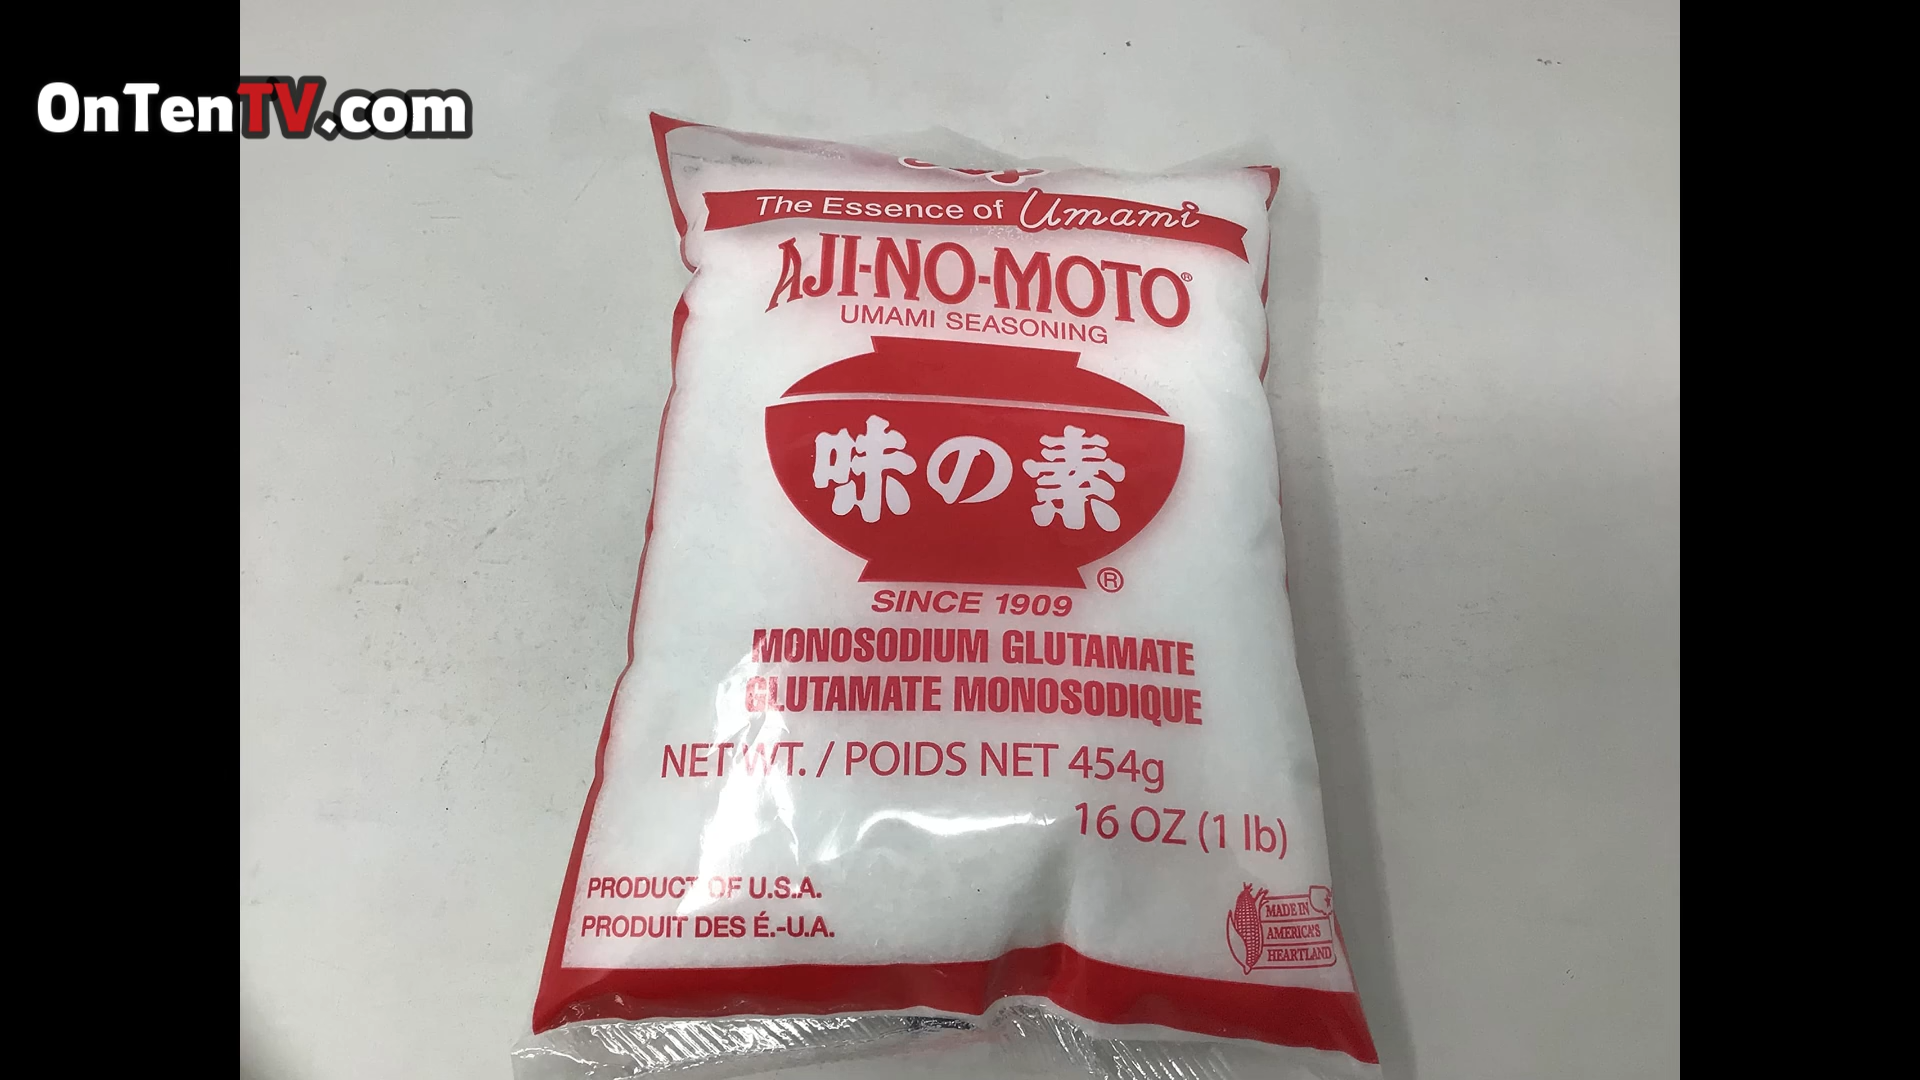 OnTenTV.com
The Essence of Umami
AJI-NO-MOTO®
UMAMI SEASONING
味の素
®
SINCE 1909
MONOSODIUM GLUTAMATE
GLUTAMATE MONOSODIQUE
NET WT. / POIDS NET 454g
16 OZ (1 lb)
PRODUCT OF U.S.A.
PRODUIT DES É.-U.A.
MADE IN
AMERICA'S
HEARTLAND